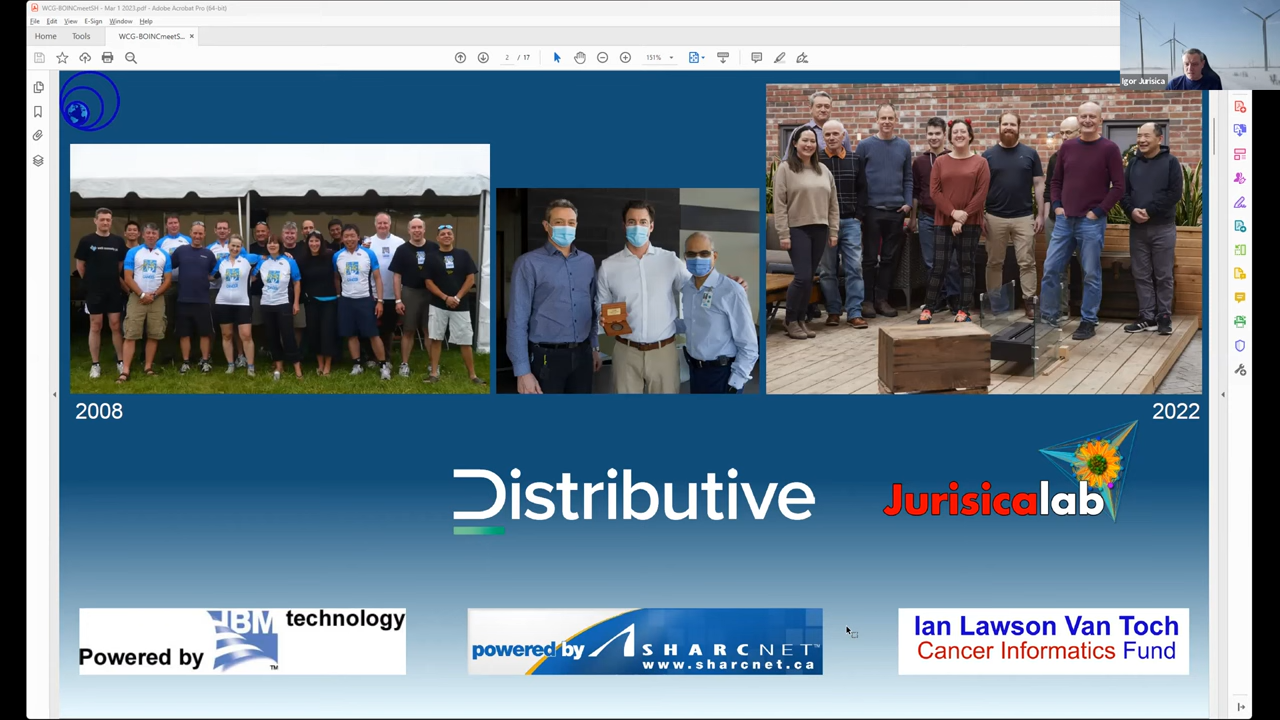 WCG-BOINCmeetSH - Mar 1 2023.pdf - Adobe Acrobat Pro (64-bit)
File Edit View E-Sign Window Help
Home Tools WCG-BOINCmeetS... ×
2 / 17 151%
Igor Jurisica
2008
2022
Distributive
Jurisicalab
Powered by IBM technology
TM
powered by SHARCNET™
www.sharcnet.ca
Ian Lawson Van Toch
Cancer Informatics Fund